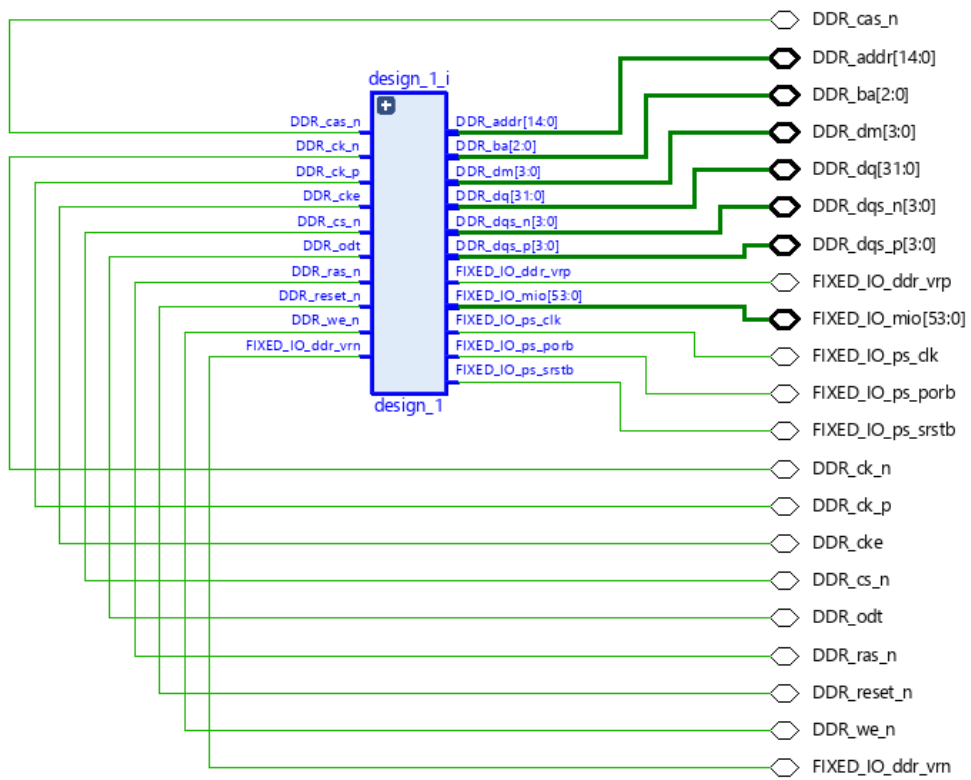 DDR_cas_n
DDR_addr[14:0]
DDR_ba[2:0]
DDR_dm[3:0]
DDR_dq[31:0]
DDR_dqs_n[3:0]
DDR_dqs_p[3:0]
FIXED_IO_ddr_vrp
FIXED_IO_mio[53:0]
FIXED_IO_ps_clk
FIXED_IO_ps_porb
FIXED_IO_ps_srstb
DDR_ck_n
DDR_ck_p
DDR_cke
DDR_cs_n
DDR_odt
DDR_ras_n
DDR_reset_n
DDR_we_n
FIXED_IO_ddr_vrn
design_1_i
DDR_cas_n
DDR_ck_n
DDR_ck_p
DDR_cke
DDR_cs_n
DDR_odt
DDR_ras_n
DDR_reset_n
DDR_we_n
FIXED_IO_ddr_vrn
DDR_addr[14:0]
DDR_ba[2:0]
DDR_dm[3:0]
DDR_dq[31:0]
DDR_dqs_n[3:0]
DDR_dqs_p[3:0]
FIXED_IO_ddr_vrp
FIXED_IO_mio[53:0]
FIXED_IO_ps_clk
FIXED_IO_ps_porb
FIXED_IO_ps_srstb
design_1